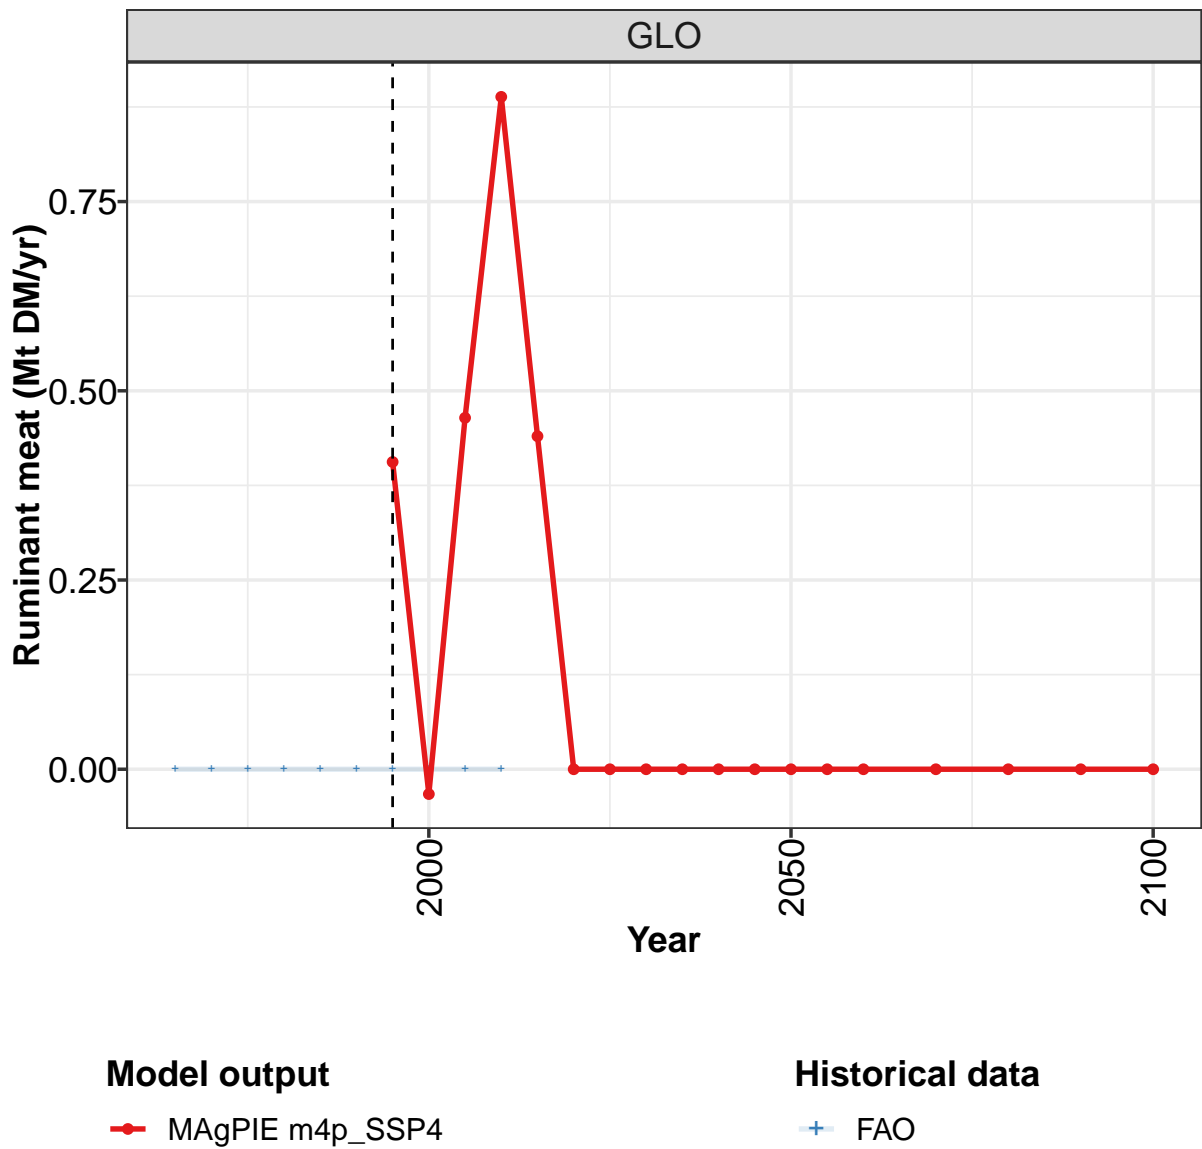 GLO
Ruminant meat (Mt DM/yr)
0.75
0.50
0.25
0.00
2000
2050
2100
Year
Model output
Historical data
MAgPIE m4p_SSP4
FAO